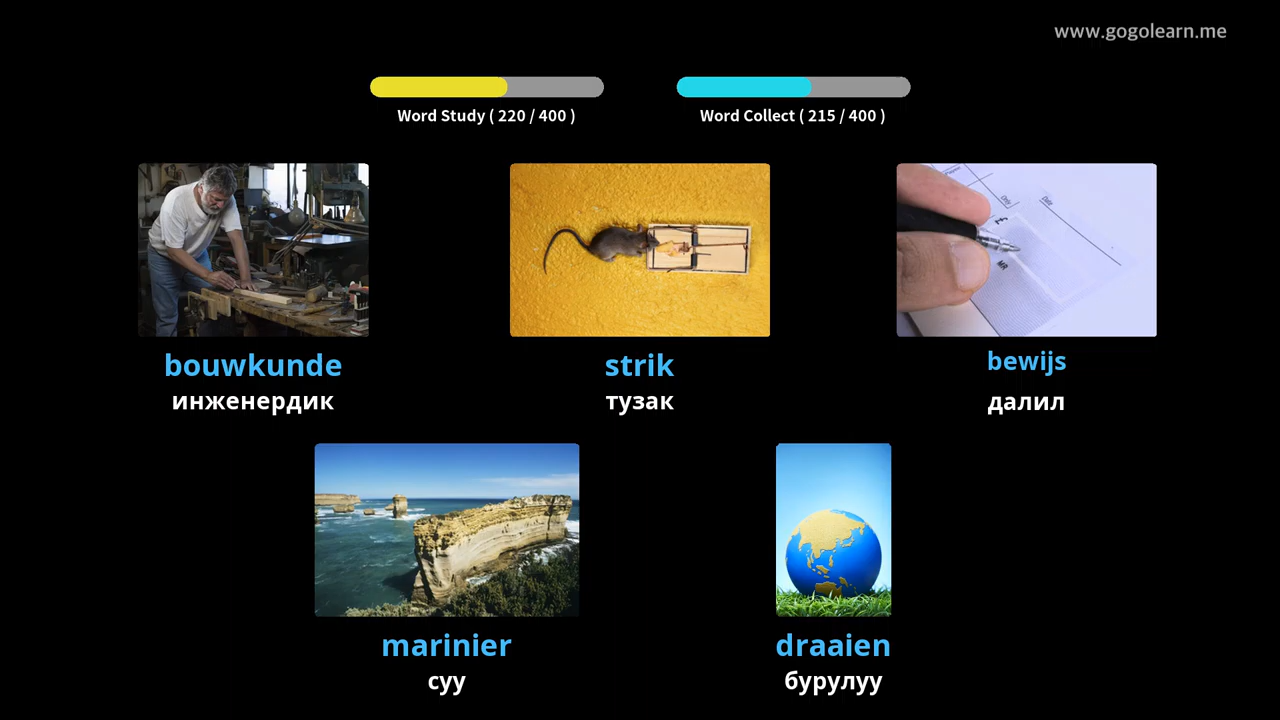 www.gogolearn.me
Word Study ( 220 / 400 )
Word Collect ( 215 / 400 )
bouwkunde
инженердик
strik
тузак
bewijs
далил
marinier
суу
draaien
бурулуу